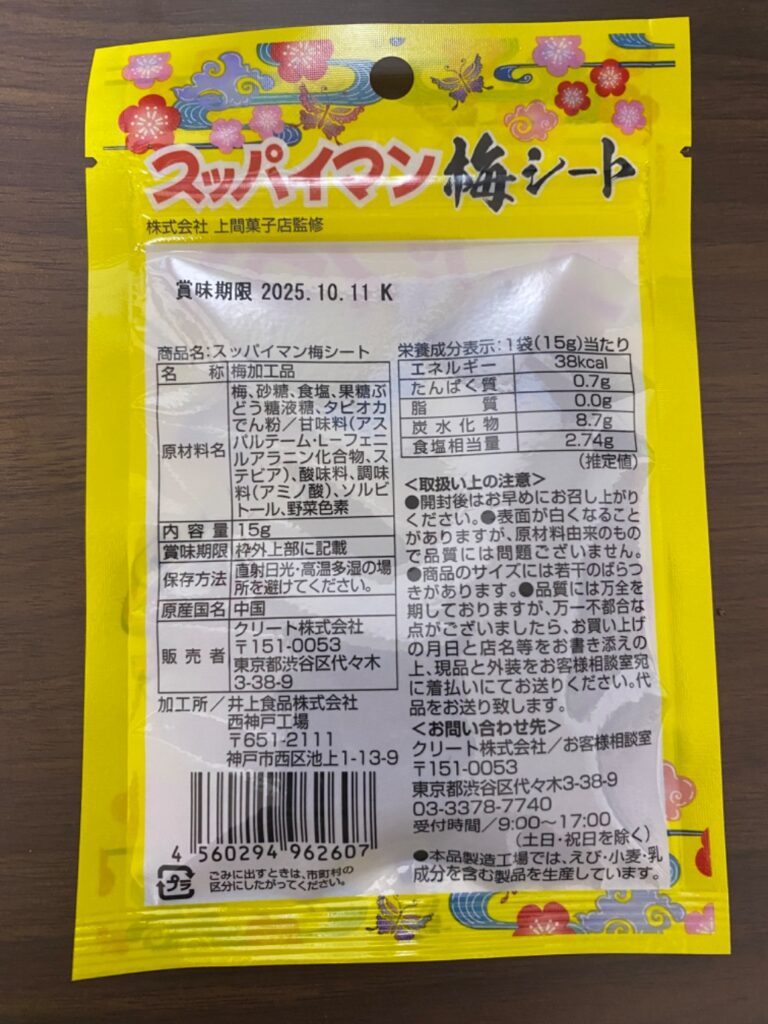 スッパイマン梅シート
株式会社 上間菓子店監修
賞味期限 2025.10.11 K
商品名:スッパイマン梅シート
名 称 梅加工品
原材料名
梅、砂糖、食塩、果糖ぶ
どう糖液糖、タピオカ
でん粉/甘味料(アス
パルテーム・L-フェニ
ルアラニン化合物、ス
テビア)、酸味料、調味
料(アミノ酸)、ソルビ
トール、野菜色素
内容量 15g
賞味期限 枠外上部に記載
保存方法
直射日光・高温多湿の場
所を避けてください。
原産国名 中国
販売者
クリート株式会社
〒151-0053
東京都渋谷区代々木
3-38-9
加工所/井上食品株式会社
西神戸工場
〒651-2111
神戸市西区池上1-13-9
4 560294 962607
プラ
ごみに出すときは、市町村の
区分にしたがってください。
栄養成分表示:1袋(15g)当たり
エネルギー 38kcal
たんぱく質 0.7g
脂質 0.0g
炭水化物 8.7g
食塩相当量 2.74g
(推定値)
<取扱い上の注意>
●開封後はお早めにお召し上がり
ください。●表面が白くなること
がありますが、原材料由来のもの
で品質には問題ございません。
●商品のサイズには若干のばらつ
きがあります。●品質には万全を
期しておりますが、万一不都合な
点がございましたら、お買い上げ
の月日と店名等をお書き添えの
上、現品と外装をお客様相談室宛
に着払いにてお送りください。代
品をお送り致します。
<お問い合わせ先>
クリート株式会社/お客様相談室
〒151-0053
東京都渋谷区代々木3-38-9
03-3378-7740
受付時間/9:00~17:00
(土日・祝日を除く)
●本品製造工場では、えび・小麦・乳
成分を含む製品を生産しています。